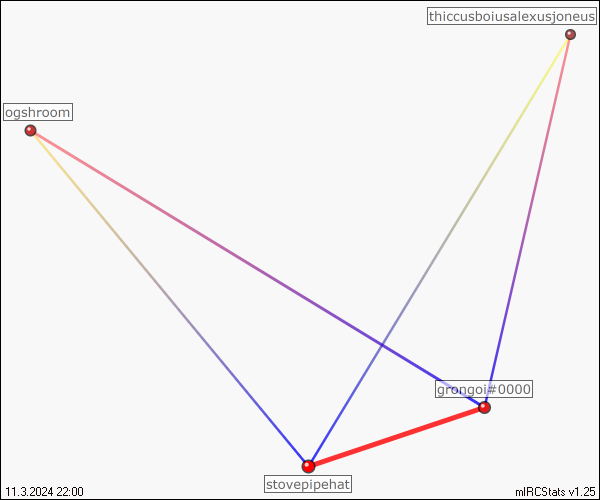 thiccusboiusalexusjoneus
ogshroom
grongoi#0000
stovepipehat
11.3.2024 22:00
mIRCStats v1.25